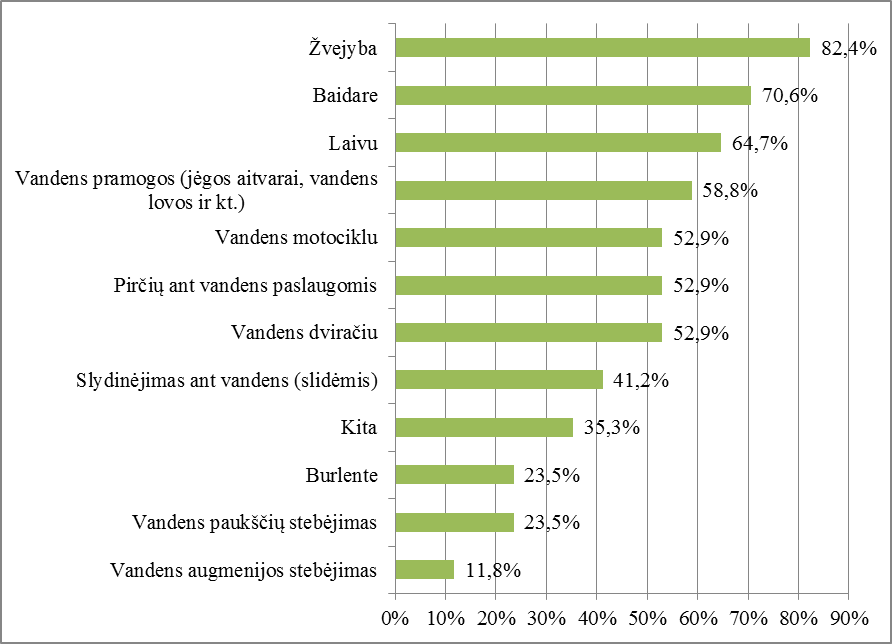 Žvejyba
82,4%
Baidare
70,6%
Laivu
64,7%
Vandens pramogos (jėgos aitvarai, vandens
lovos ir kt.)
58,8%
Vandens motociklu
52,9%
Pirčių ant vandens paslaugomis
52,9%
Vandens dviračiu
52,9%
Slydinėjimas ant vandens (slidėmis)
41,2%
Kita
35,3%
Burlente
23,5%
Vandens paukščių stebėjimas
23,5%
Vandens augmenijos stebėjimas
11,8%
0% 10% 20% 30% 40% 50% 60% 70% 80% 90%